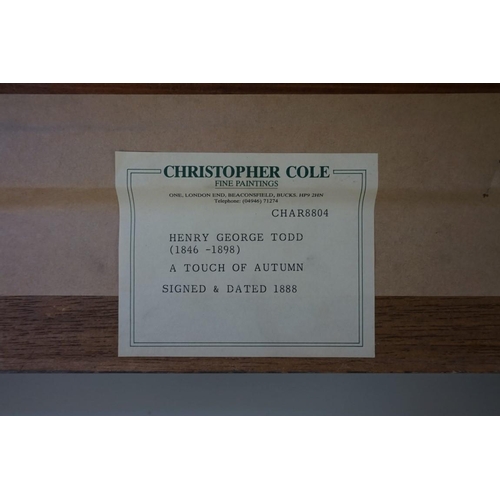 CHRISTOPHER COLE
FINE PAINTINGS
ONE, LONDON END, BEACONSFIELD, BUCKS. HP9 2HN
Telephone: (04946) 71274
CHAR8804
HENRY GEORGE TODD
(1846 -1898)
A TOUCH OF AUTUMN
SIGNED & DATED 1888